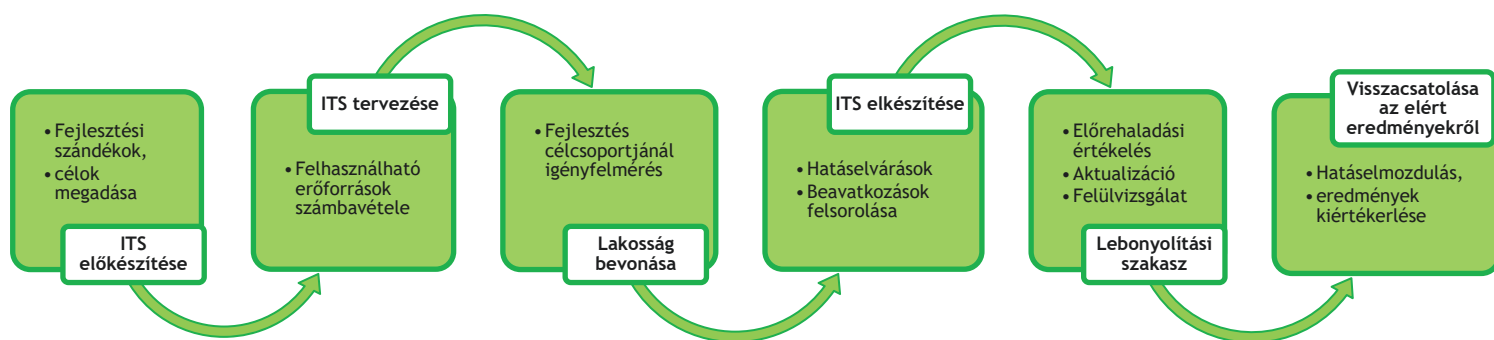 • Fejlesztési
szándékok,
• célok
megadása
ITS
előkészítése
ITS tervezése
• Felhasználható
erőforrások
számbavétele
• Fejlesztés
célcsoportjánál
igényfelmérés
Lakosság
bevonása
ITS elkészítése
• Hatáselvárások
• Beavatkozások
felsorolása
• Előrehaladási
értékelés
• Aktualizáció
• Felülvizsgálat
Lebonyolítási
szakasz
Visszacsatolása
az elért
eredményekről
• Hatáselmozdulás,
• eredmények
kiértékerlése